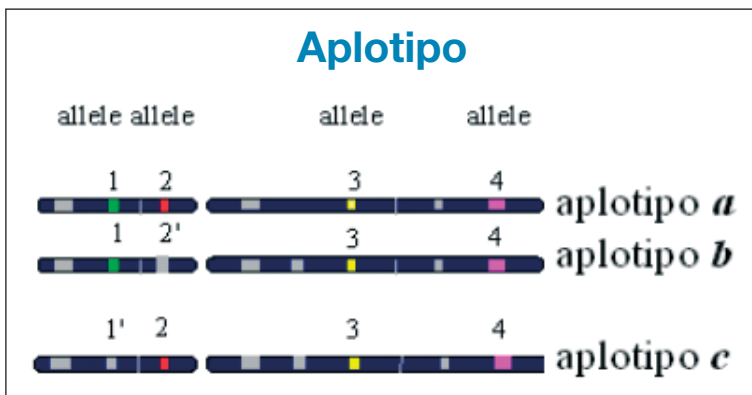 Aplotipo
allele allele allele allele
1 2 3 4 aplotipo a
1 2' 3 4 aplotipo b
1' 2 3 4 aplotipo c